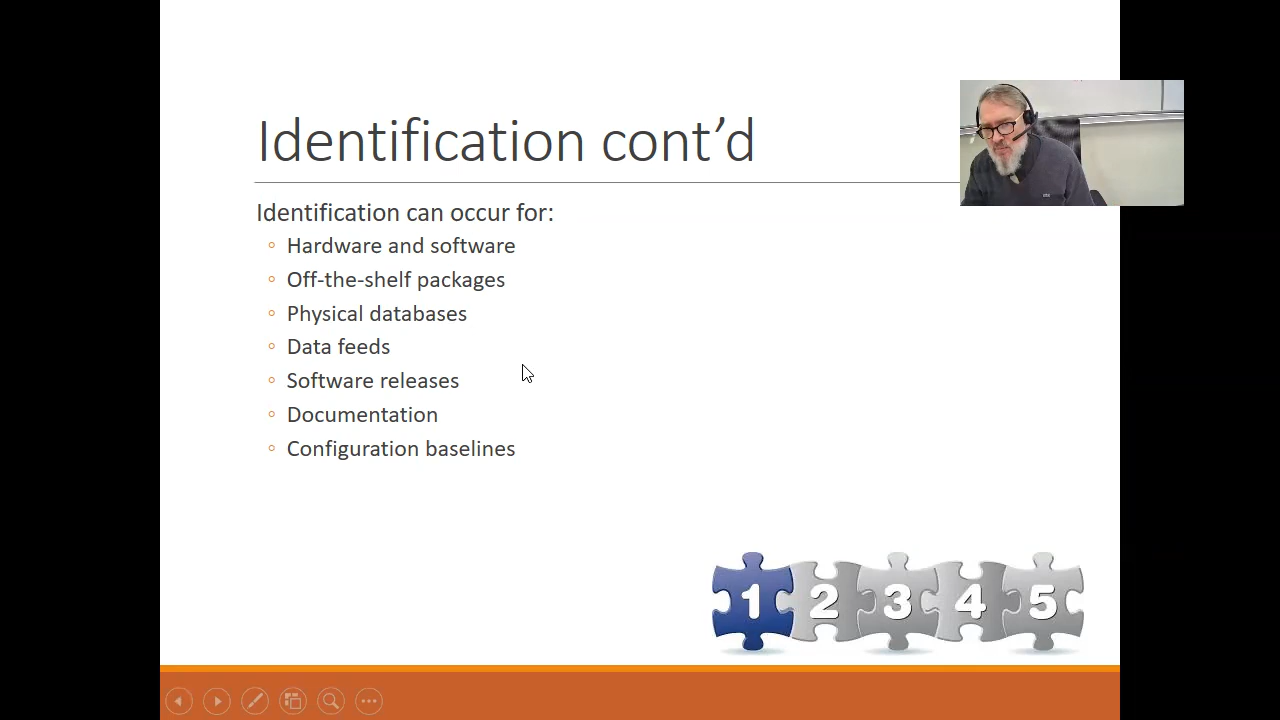 Identification cont’d
Identification can occur for:
Hardware and software
Off-the-shelf packages
Physical databases
Data feeds
Software releases
Documentation
Configuration baselines
1 2 3 4 5